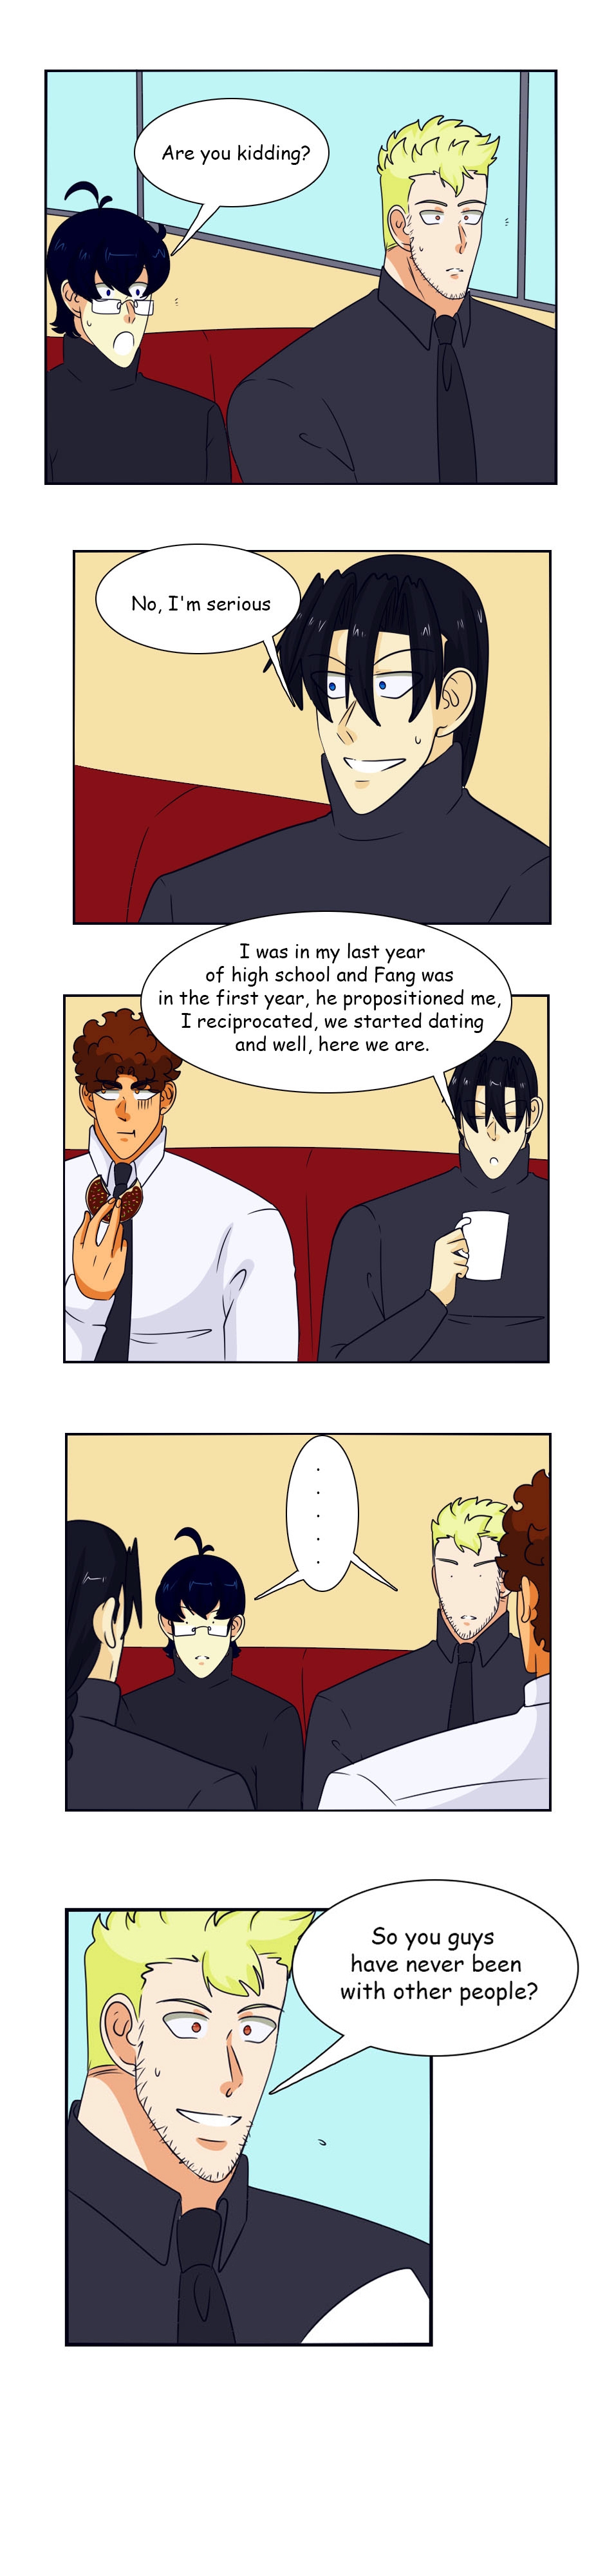 Are you kidding?
No, I'm serious
I was in my last year
of high school and Fang was
in the first year, he propositioned me,
I reciprocated, we started dating
and well, here we are.
.
.
.
.
.
So you guys
have never been
with other people?